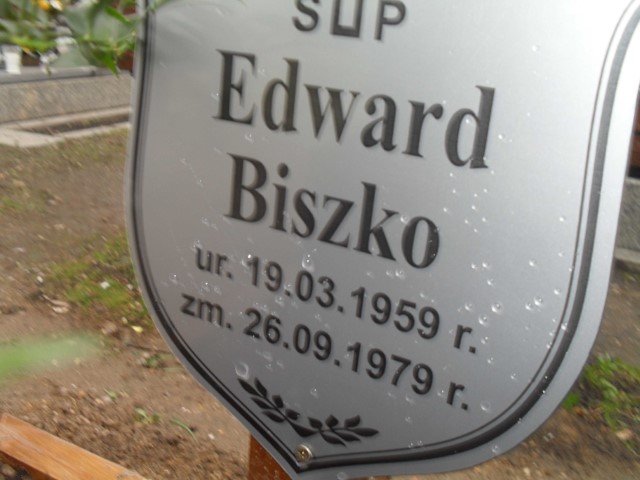 S P
Edward
Biszko
ur. 19.03.1959 r.
zm. 26.09.1979 r.